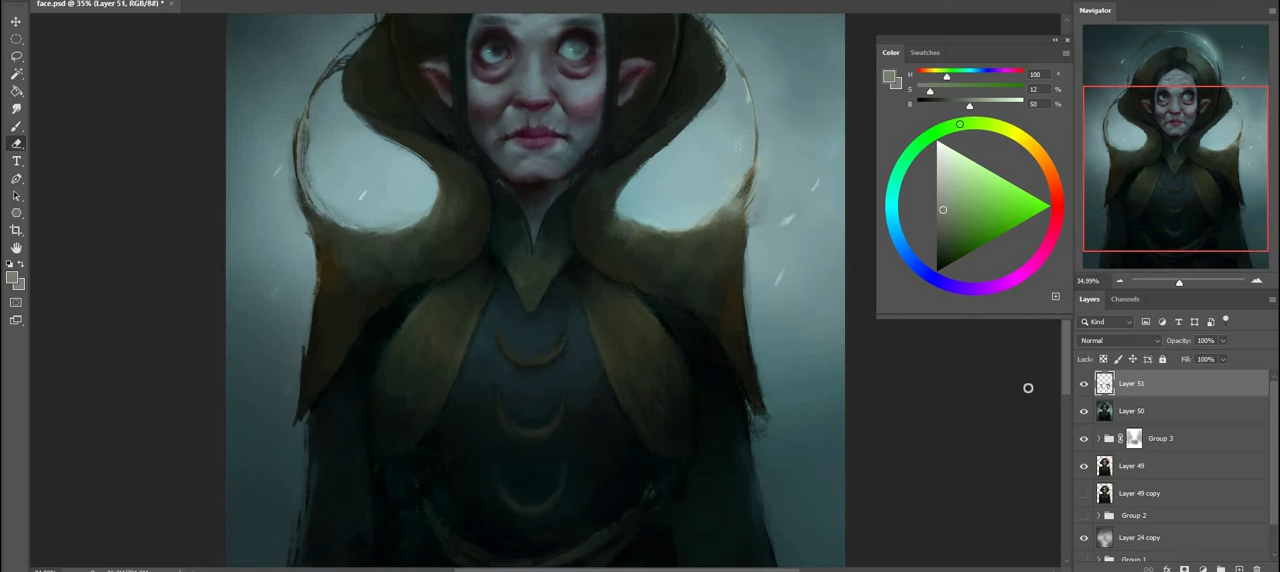 face.psd @ 35% (Layer 51, RGB/8#) *
Navigator
Color
Swatches
H
100
°
S
12
%
B
50
%
34.99%
Layers
Channels
Kind
Normal
Opacity:
100%
Lock:
Fill:
100%
Layer 51
Layer 50
Group 3
Layer 49
Layer 49 copy
Group 2
Layer 24 copy
Group 1